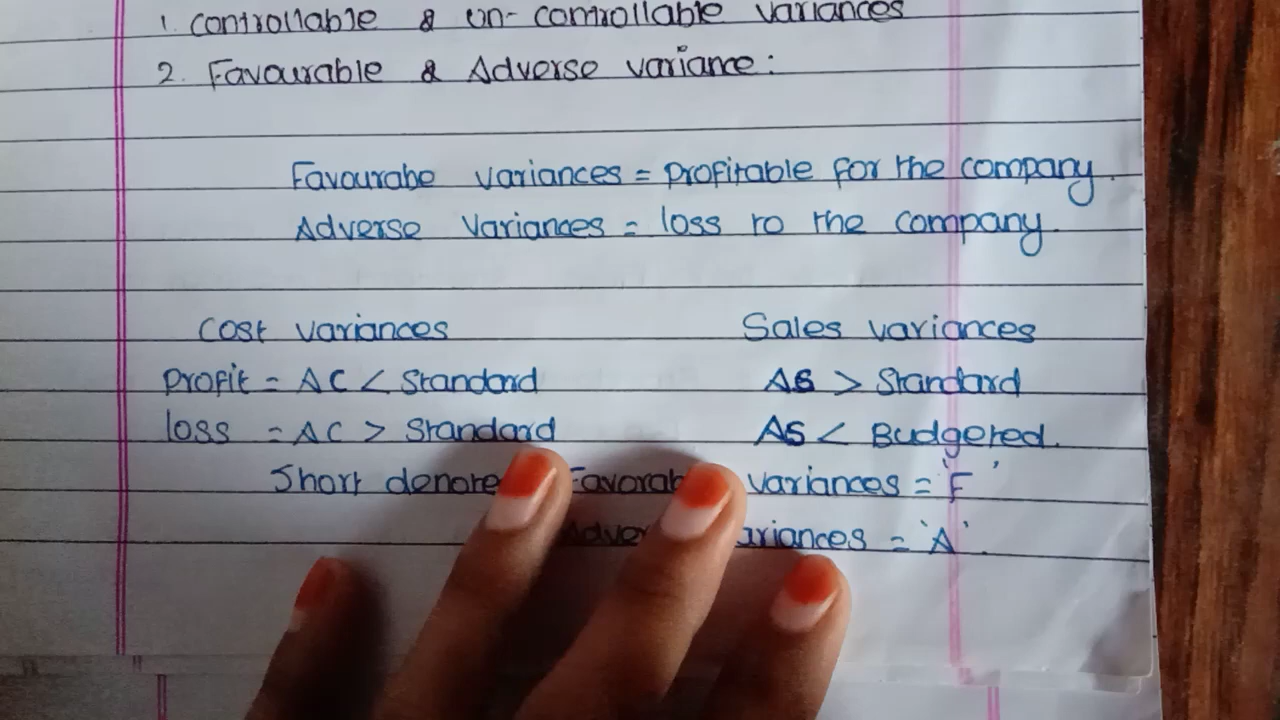 1. Controllable & un-controllable variances
2. Favourable & Adverse variance:
Favourabe variances = Profitable for the company.
Adverse Variances = loss to the company.
Cost variances Sales variances
Profit = AC < Standard AS > Standard
loss = AC > Standard AS < Budgeted.
Short denote variances = 'F'
= 'A'.